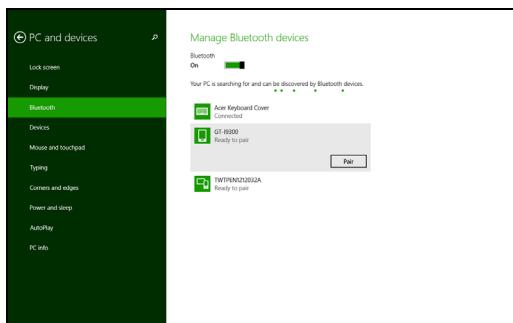 PC and devices
Lock screen
Display
Bluetooth
Devices
Mouse and touchpad
Typing
Corners and edges
Power and sleep
AutoPlay
PC info
Manage Bluetooth devices
Bluetooth
On
Your PC is searching for and can be discovered by Bluetooth devices.
Acer Keyboard Cover
Connected
GT-I9300
Ready to pair
Pair
TWTPEN1212032A
Ready to pair